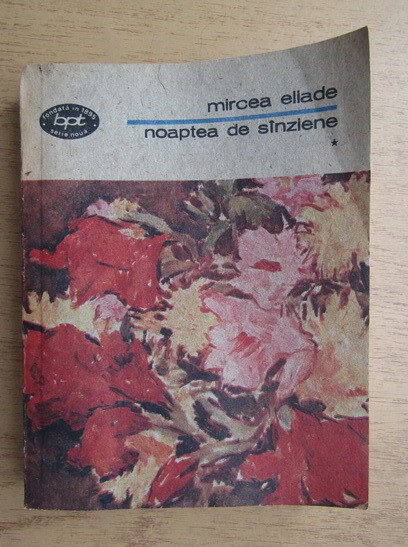 mircea eliade
noaptea de sînziene
*
fondată în 1895
bpt
serie nouă